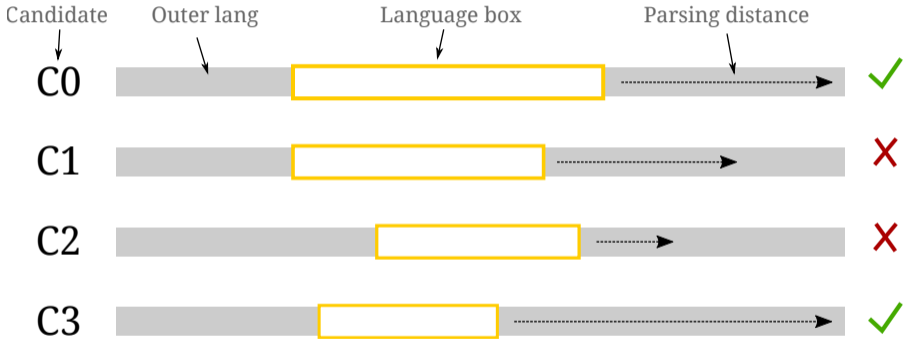 Candidate Outer lang Language box Parsing distance
C0
C1
C2
C3